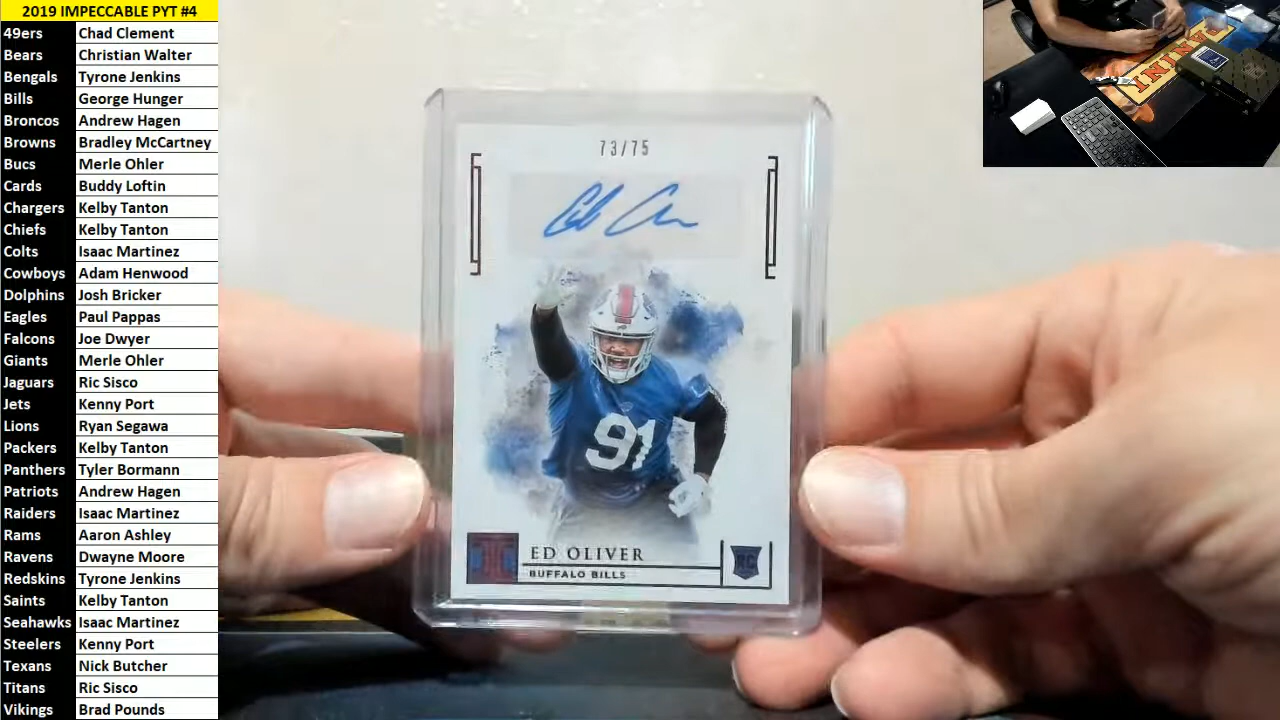 2019 IMPECCABLE PYT #4
49ers Chad Clement
Bears Christian Walter
Bengals Tyrone Jenkins
Bills George Hunger
Broncos Andrew Hagen
Browns Bradley McCartney
Bucs Merle Ohler
Cards Buddy Loftin
Chargers Kelby Tanton
Chiefs Kelby Tanton
Colts Isaac Martinez
Cowboys Adam Henwood
Dolphins Josh Bricker
Eagles Paul Pappas
Falcons Joe Dwyer
Giants Merle Ohler
Jaguars Ric Sisco
Jets Kenny Port
Lions Ryan Segawa
Packers Kelby Tanton
Panthers Tyler Bormann
Patriots Andrew Hagen
Raiders Isaac Martinez
Rams Aaron Ashley
Ravens Dwayne Moore
Redskins Tyrone Jenkins
Saints Kelby Tanton
Seahawks Isaac Martinez
Steelers Kenny Port
Texans Nick Butcher
Titans Ric Sisco
Vikings Brad Pounds
73/75
91
ED OLIVER
BUFFALO BILLS
RC
PANINI